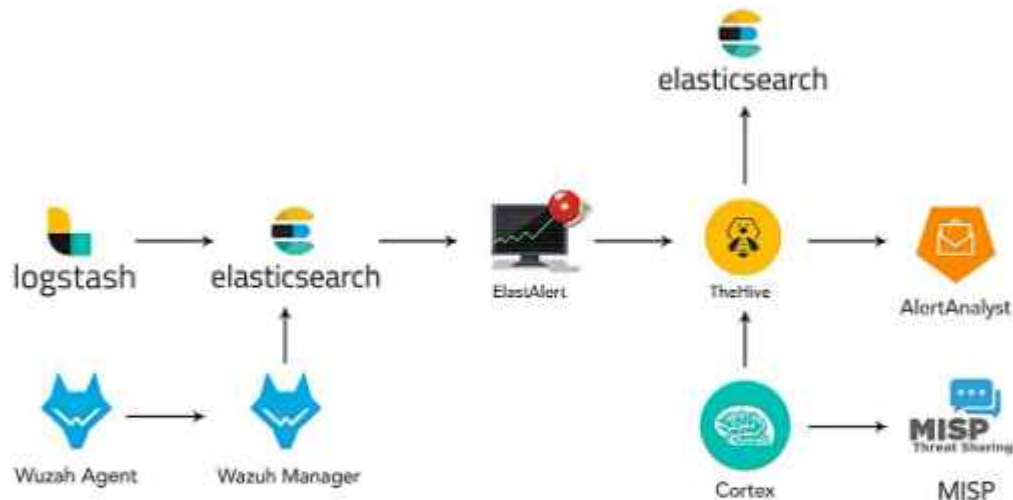 elasticsearch
logstash
elasticsearch
ElastAlert
TheHive
AlertAnalyst
Wuzah Agent
Wazuh Manager
Cortex
MISP
Threat Sharing
MISP